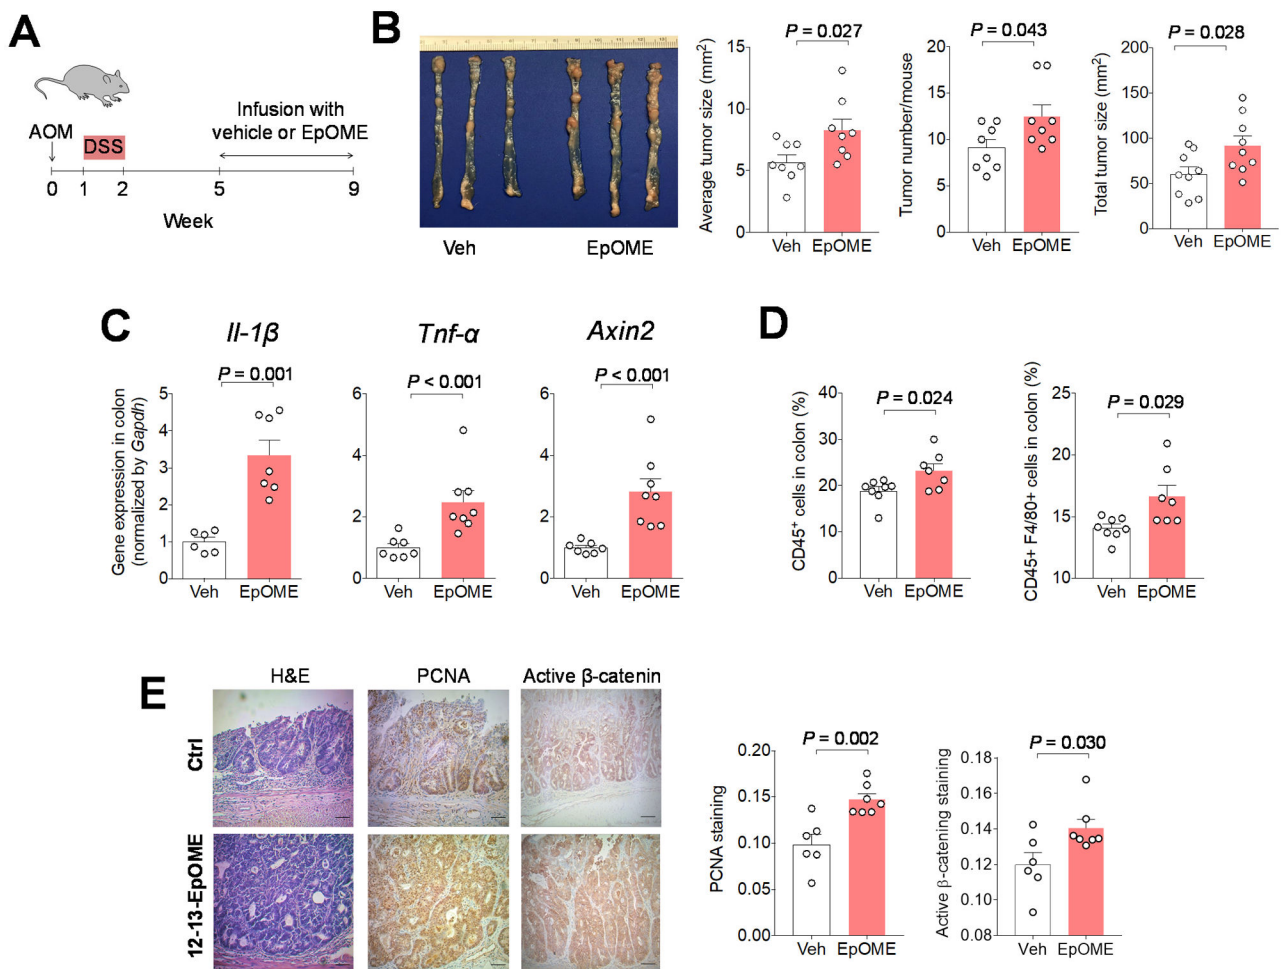 A
AOM
DSS
Infusion with
vehicle or EpOME
0
1
2
5
9
Week
B
Veh
EpOME
P = 0.027
Average tumor size (mm²)
15
10
5
0
Veh
EpOME
P = 0.043
Tumor number/mouse
20
15
10
5
0
Veh
EpOME
P = 0.028
Total tumor size (mm²)
200
150
100
50
0
Veh
EpOME
C
Gene expression in colon
(normalized by Gapdh)
Il-1β
P = 0.001
5
4
3
2
1
0
Veh
EpOME
Tnf-α
P < 0.001
6
4
2
0
Veh
EpOME
Axin2
P < 0.001
6
4
2
0
Veh
EpOME
D
P = 0.024
CD45⁺ cells in colon (%)
40
30
20
10
0
Veh
EpOME
P = 0.029
CD45+ F4/80+ cells in colon (%)
25
20
15
10
Veh
EpOME
E
H&E
PCNA
Active β-catenin
Ctrl
12-13-EpOME
P = 0.002
PCNA staining
0.20
0.15
0.10
0.05
0.00
Veh
EpOME
P = 0.030
Active β-catening staining
0.18
0.16
0.14
0.12
0.10
0.08
Veh
EpOME